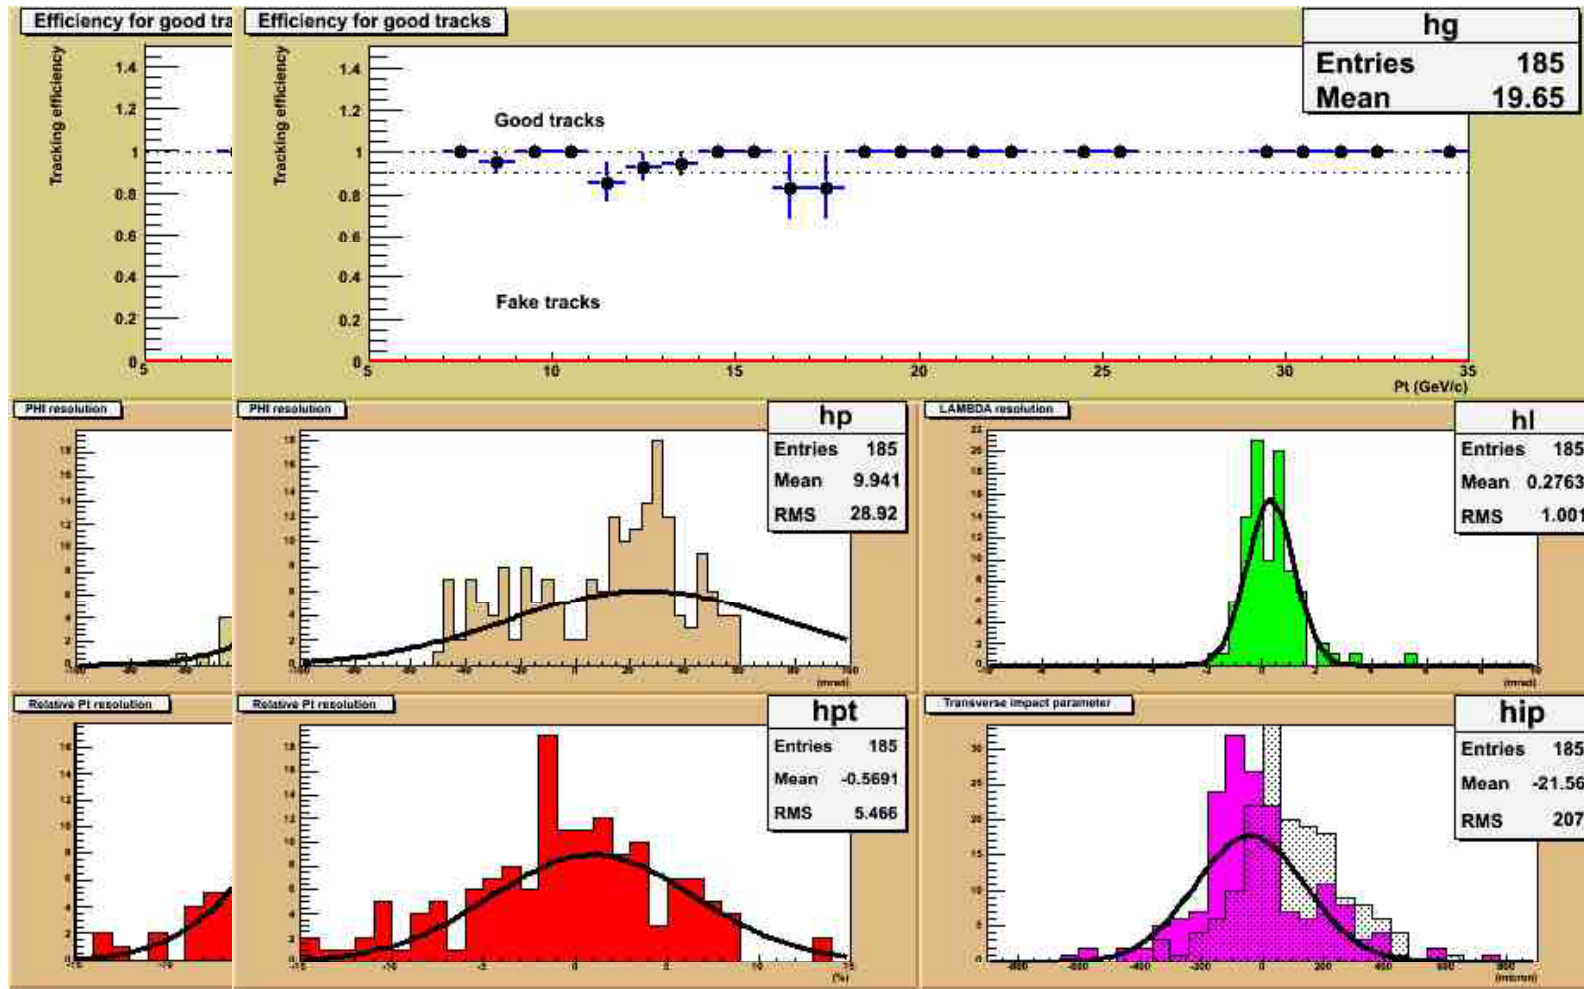 Efficiency for good tra
Tracking efficiency
1.4
1.2
1
0.8
0.6
0.4
0.2
0
5
Efficiency for good tracks
Tracking efficiency
1.4
1.2
1
0.8
0.6
0.4
0.2
0
Good tracks
Fake tracks
5 10 15 20 25 30 35
Pt (GeV/c)
hg
Entries 185
Mean 19.65
PHI resolution
PHI resolution
hp
Entries 185
Mean 9.941
RMS 28.92
(mrad)
LAMBDA resolution
hl
Entries 185
Mean 0.2763
RMS 1.001
(mrad)
Relative Pt resolution
Relative Pt resolution
hpt
Entries 185
Mean -0.5691
RMS 5.466
(%)
Transverse impact parameter
hip
Entries 185
Mean -21.56
RMS 207
(micron)